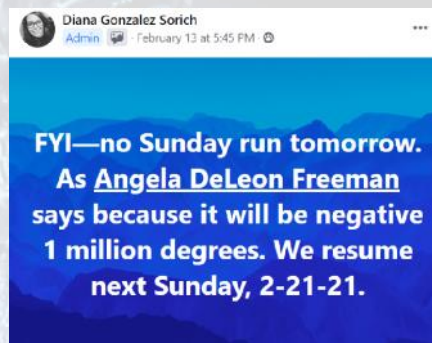 Diana Gonzalez Sorich
Admin · February 13 at 5:45 PM ·
FYI—no Sunday run tomorrow.
As Angela DeLeon Freeman
says because it will be negative
1 million degrees. We resume
next Sunday, 2-21-21.